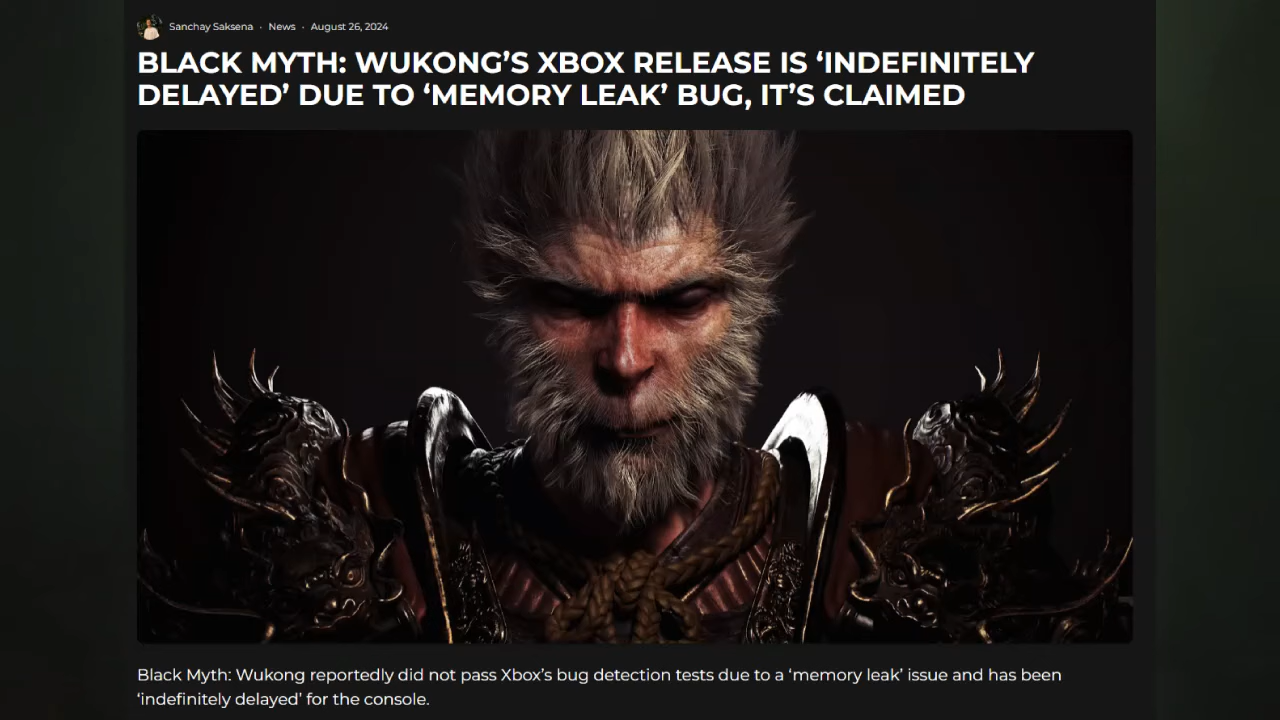 Sanchay Saksena · News · August 26, 2024
BLACK MYTH: WUKONG’S XBOX RELEASE IS ‘INDEFINITELY
DELAYED’ DUE TO ‘MEMORY LEAK’ BUG, IT’S CLAIMED
Black Myth: Wukong reportedly did not pass Xbox’s bug detection tests due to a ‘memory leak’ issue and has been
‘indefinitely delayed’ for the console.